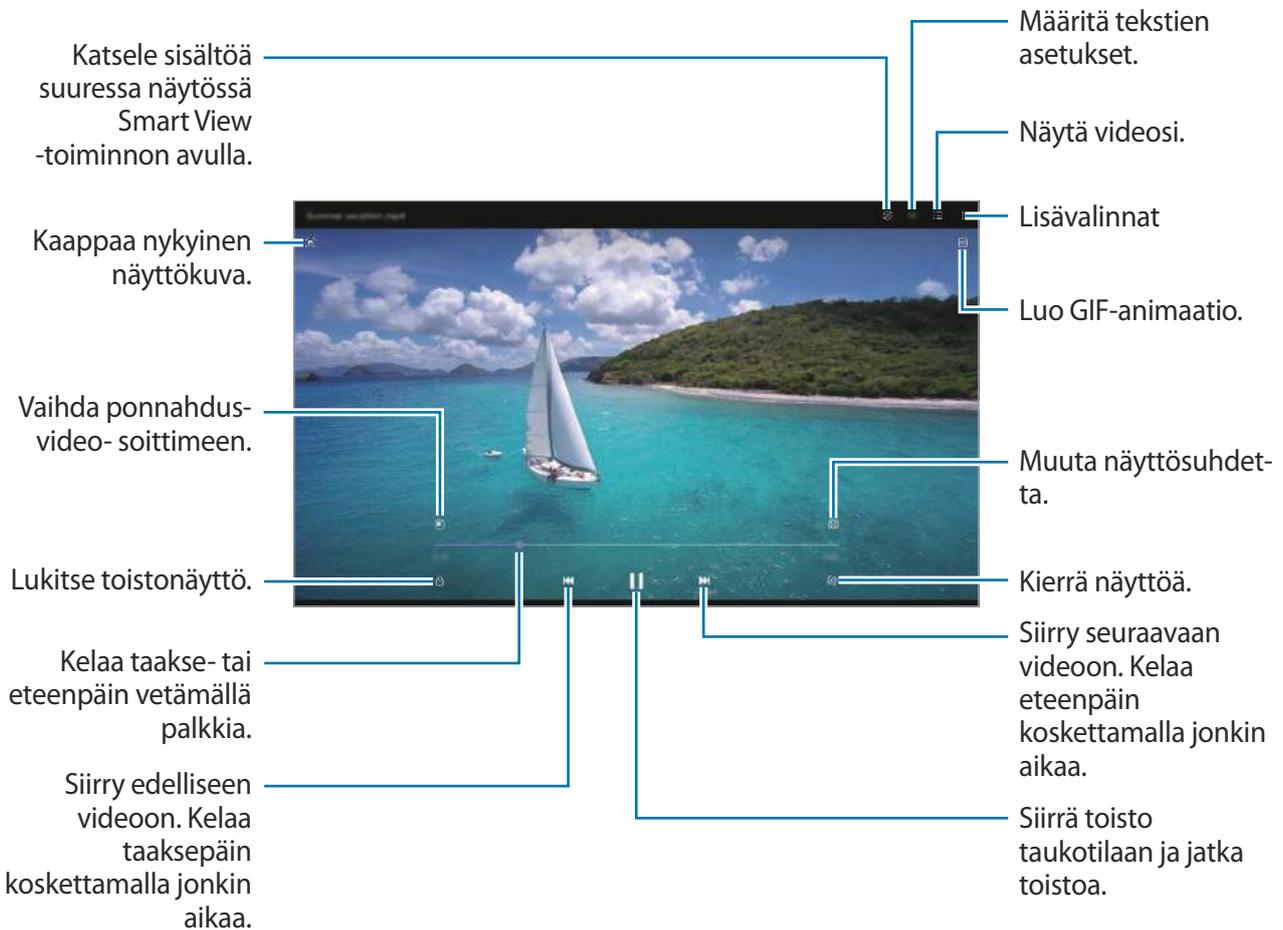 Katsele sisältöä
suuressa näytössä
Smart View
-toiminnon avulla.
Kaappaa nykyinen
näyttökuva.
Vaihda ponnahdus-
video- soittimeen.
Lukitse toistonäyttö.
Kelaa taakse- tai
eteenpäin vetämällä
palkkia.
Siirry edelliseen
videoon. Kelaa
taaksepäin
koskettamalla jonkin
aikaa.
Summer vacation.mp4
Määritä tekstien
asetukset.
Näytä videosi.
Lisävalinnat
Luo GIF-animaatio.
Muuta näyttösuhdet-
ta.
Kierrä näyttöä.
Siirry seuraavaan
videoon. Kelaa
eteenpäin
koskettamalla jonkin
aikaa.
Siirrä toisto
taukotilaan ja jatka
toistoa.